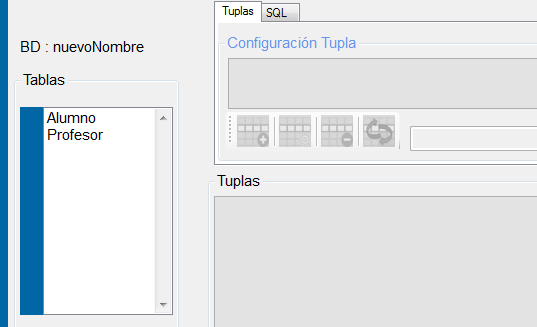 BD : nuevoNombre
Tablas
Alumno
Profesor
Tuplas
SQL
Configuración Tupla
Tuplas